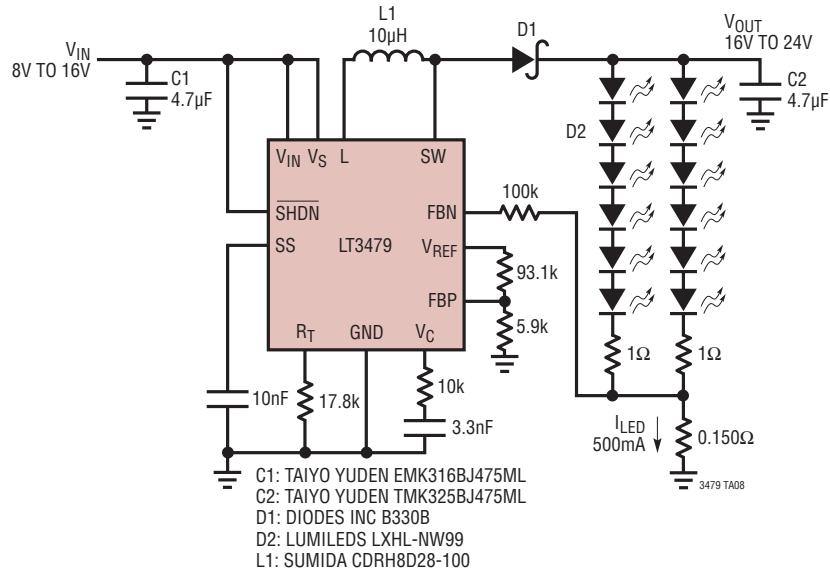 L1
10µH
D1
VIN
8V TO 16V
VOUT
16V TO 24V
C1
4.7µF
C2
4.7µF
D2
VIN VS L SW
SHDN
FBN
100k
SS
LT3479
VREF
93.1k
FBP
5.9k
RT GND VC
1Ω
1Ω
10nF
17.8k
10k
3.3nF
ILED
500mA
0.150Ω
3479 TA08
C1: TAIYO YUDEN EMK316BJ475ML
C2: TAIYO YUDEN TMK325BJ475ML
D1: DIODES INC B330B
D2: LUMILEDS LXHL-NW99
L1: SUMIDA CDRH8D28-100